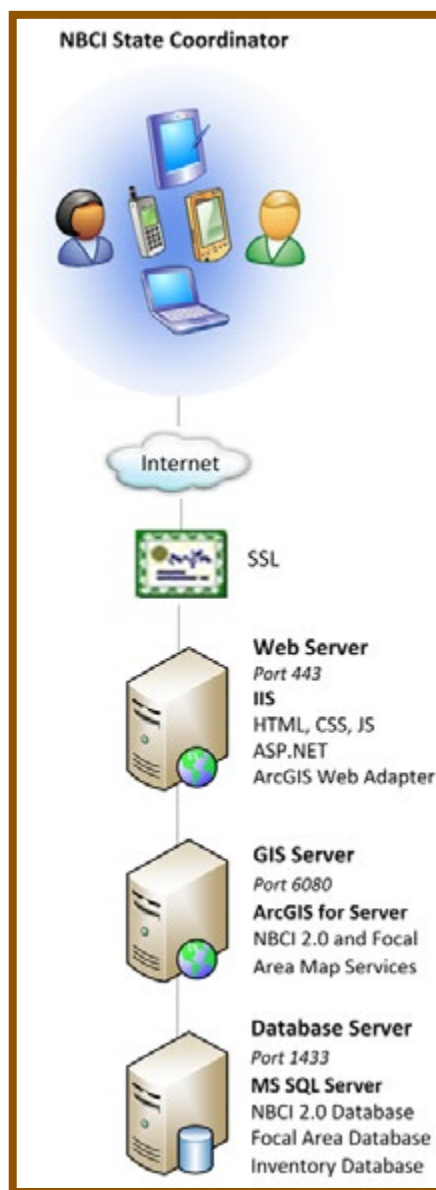 NBCI State Coordinator
Internet
SSL
Web Server
Port 443
IIS
HTML, CSS, JS
ASP.NET
ArcGIS Web Adapter
GIS Server
Port 6080
ArcGIS for Server
NBCI 2.0 and Focal
Area Map Services
Database Server
Port 1433
MS SQL Server
NBCI 2.0 Database
Focal Area Database
Inventory Database